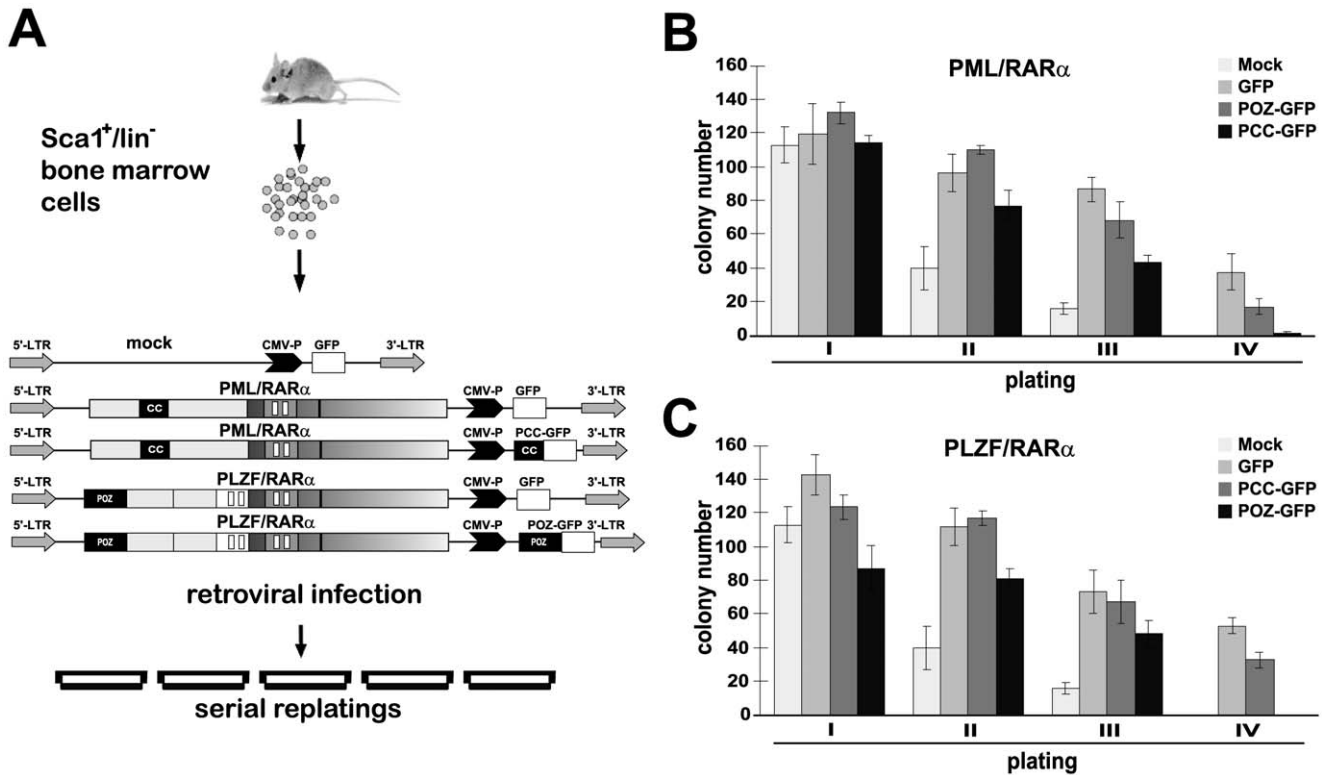 A
Sca1+/lin-
bone marrow
cells
5'-LTR mock CMV-P GFP 3'-LTR
5'-LTR PML/RARα CMV-P GFP 3'-LTR
CC
5'-LTR PML/RARα CMV-P PCC-GFP 3'-LTR
CC CC
5'-LTR PLZF/RARα CMV-P GFP 3'-LTR
POZ
5'-LTR PLZF/RARα CMV-P POZ-GFP 3'-LTR
POZ POZ
retroviral infection
serial replatings
B
PML/RARα
Mock
GFP
POZ-GFP
PCC-GFP
colony number
160
140
120
100
80
60
40
20
0
I II III IV
plating
C
PLZF/RARα
Mock
GFP
PCC-GFP
POZ-GFP
colony number
160
140
120
100
80
60
40
20
0
I II III IV
plating